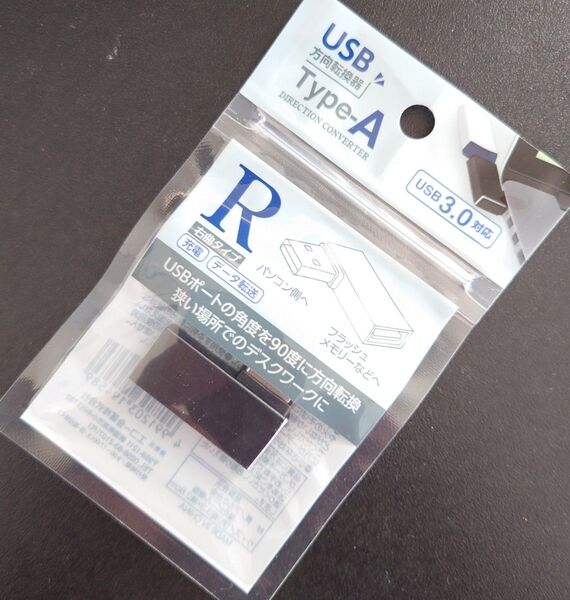 USB
方向転換器
Type-A
DIRECTION CONVERTER
USB3.0対応
R
右曲タイプ
充電 データ転送
パソコン側へ
フラッシュ
メモリーなどへ
USBポートの角度を90度に方向転換
狭い場所でのデスクワークに